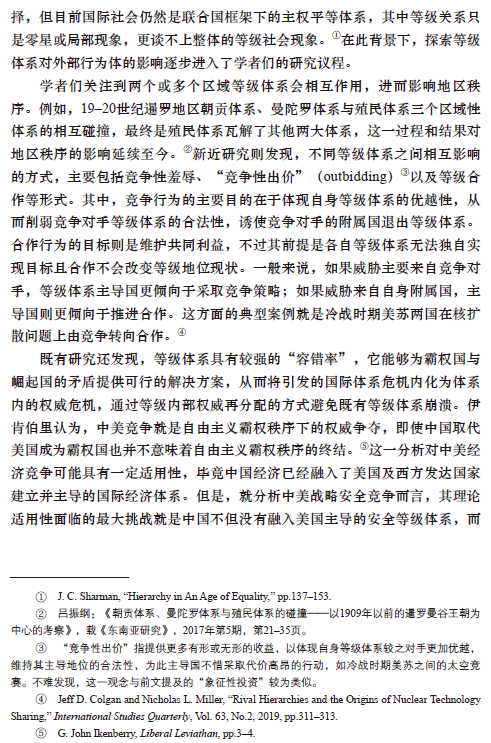 择，但目前国际社会仍然是联合国框架下的主权平等体系，其中等级关系只
是零星或局部现象，更谈不上整体的等级社会现象。①在此背景下，探索等级
体系对外部行为体的影响逐步进入了学者们的研究议程。
学者们关注到两个或多个区域等级体系会相互作用，进而影响地区秩
序。例如，19–20世纪暹罗地区朝贡体系、曼陀罗体系与殖民体系三个区域性
体系的相互碰撞，最终是殖民体系瓦解了其他两大体系，这一过程和结果对
地区秩序的影响延续至今。②新近研究则发现，不同等级体系之间相互影响
的方式，主要包括竞争性羞辱、“竞争性出价”（outbidding）③以及等级合
作等形式。其中，竞争行为的主要目的在于体现自身等级体系的优越性，从
而削弱竞争对手等级体系的合法性，诱使竞争对手的附属国退出等级体系。
合作行为的目标则是维护共同利益，不过其前提是各自等级体系无法独自实
现目标且合作不会改变等级地位现状。一般来说，如果威胁主要来自竞争对
手，等级体系主导国更倾向于采取竞争策略；如果威胁来自自身附属国，主
导国则更倾向于推进合作。这方面的典型案例就是冷战时期美苏两国在核扩
散问题上由竞争转向合作。④
既有研究还发现，等级体系具有较强的“容错率”，它能够为霸权国与
崛起国的矛盾提供可行的解决方案，从而将引发的国际体系危机内化为体系
内的权威危机，通过等级内部权威再分配的方式避免既有等级体系崩溃。伊
肯伯里认为，中美竞争就是自由主义霸权秩序下的权威争夺，即使中国取代
美国成为霸权国也并不意味着自由主义霸权秩序的终结。⑤这一分析对中美经
济竞争可能具有一定适用性，毕竟中国经济已经融入了美国及西方发达国家
建立并主导的国际经济体系。但是，就分析中美战略安全竞争而言，其理论
适用性面临的最大挑战就是中国不但没有融入美国主导的安全等级体系，而
① J. C. Sharman, “Hierarchy in An Age of Equality,” pp.137–153.
② 吕振纲：《朝贡体系、曼陀罗体系与殖民体系的碰撞——以1909年以前的暹罗曼谷王朝为
中心的考察》，载《东南亚研究》，2017年第5期，第21–35页。
③ “竞争性出价”指提供更多有形或无形的收益，以体现自身等级体系较之对手更加优越，
维持其主导地位的合法性，为此主导国不惜采取代价高昂的行动，如冷战时期美苏之间的太空竞
赛。不难发现，这一观念与前文提及的“象征性投资”较为类似。
④ Jeff D. Colgan and Nicholas L. Miller, “Rival Hierarchies and the Origins of Nuclear Technology
Sharing,” International Studies Quarterly, Vol. 63, No.2, 2019, pp.311–313.
⑤ G. John Ikenberry, Liberal Leviathan, pp.3–4.